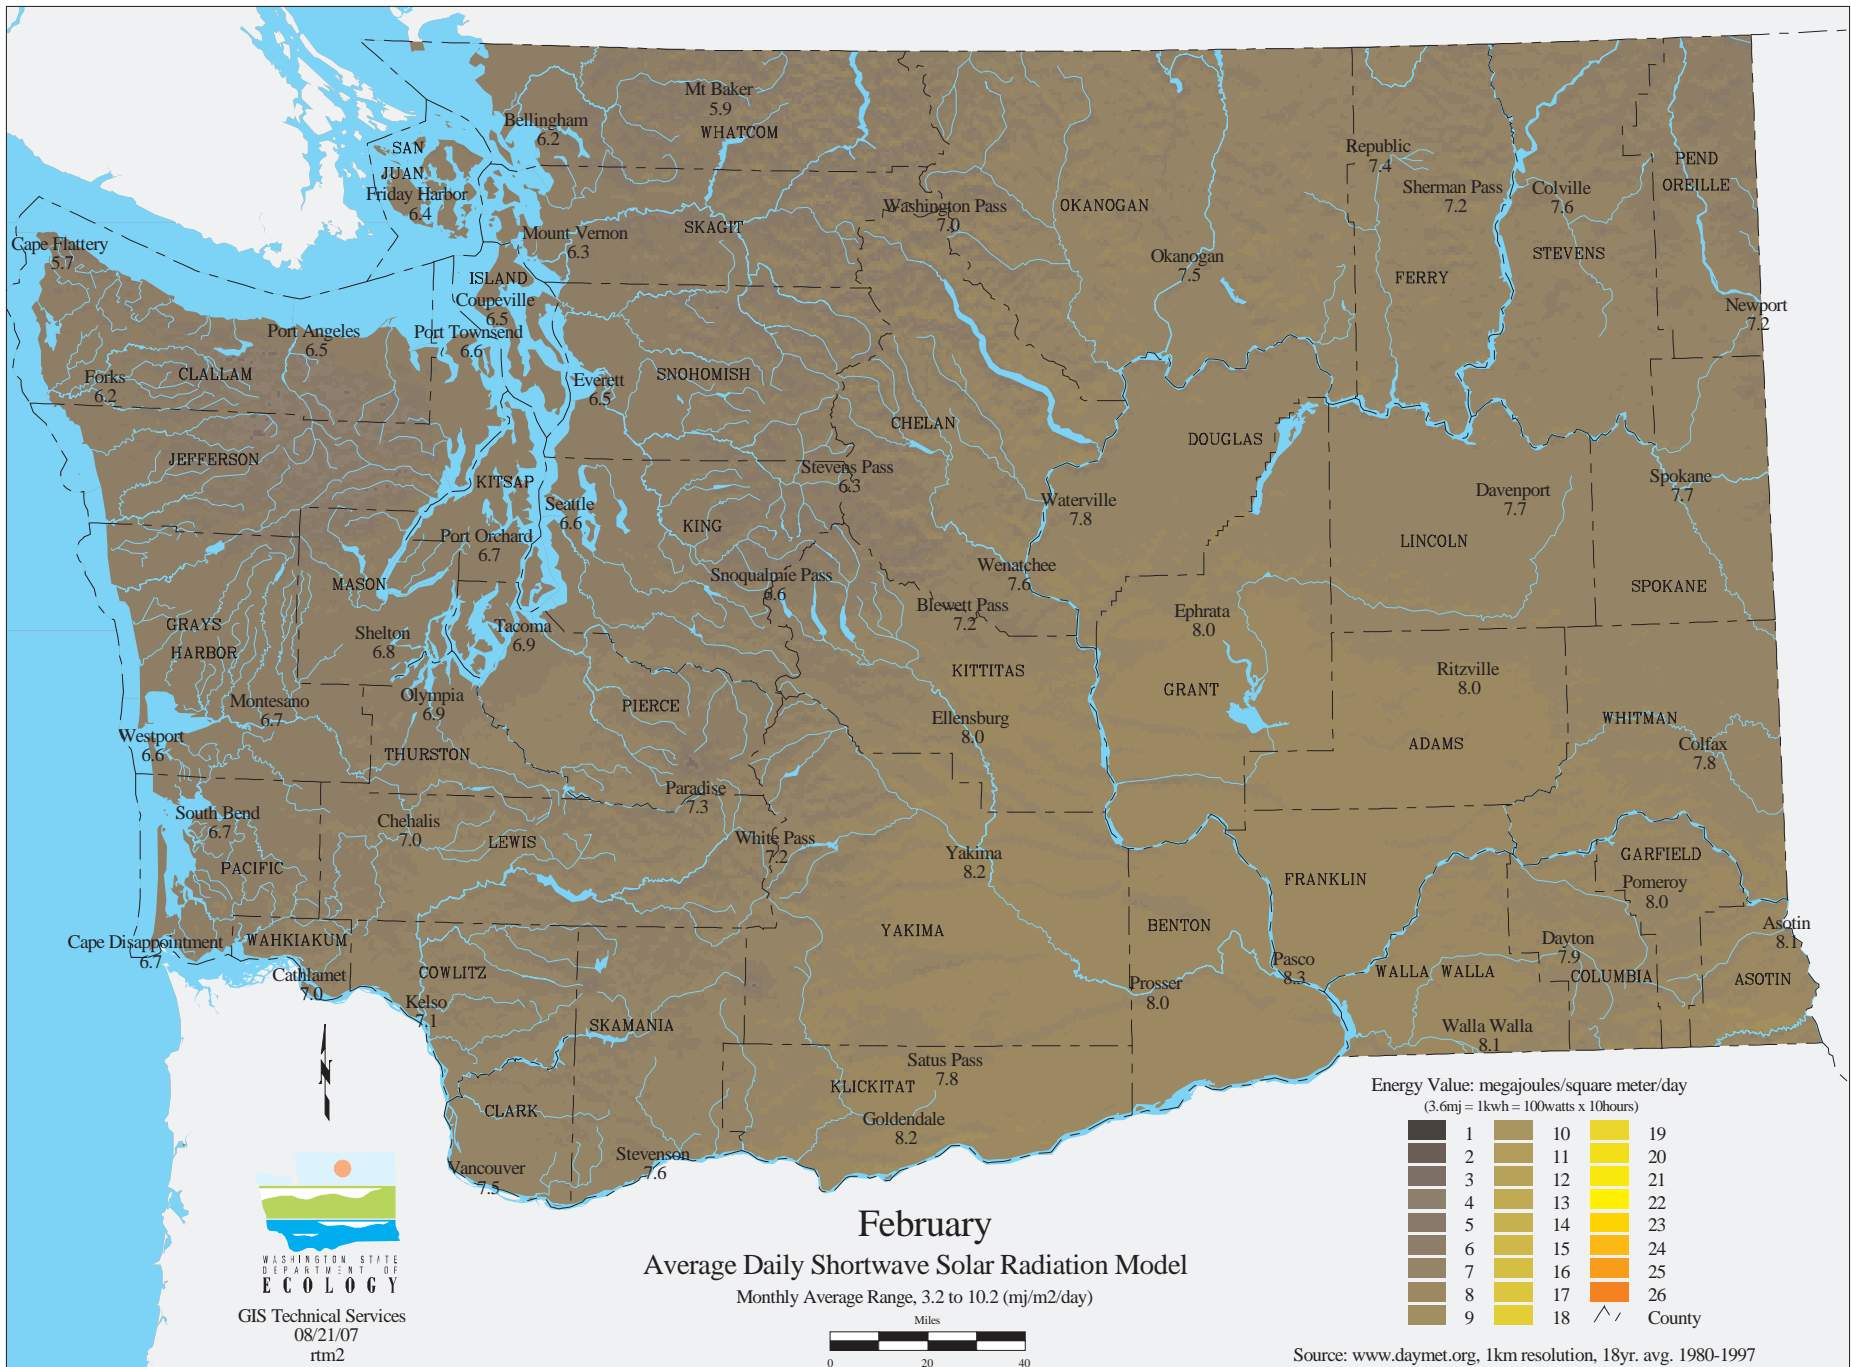 Mt Baker
5.9
WHATCOM
Bellingham
6.2
SAN
JUAN
Friday Harbor
6.4
Republic
7.4
PEND
OREILLE
Sherman Pass
7.2
Colville
7.6
Washington Pass
7.0
OKANOGAN
SKAGIT
Mount Vernon
6.3
Cape Flattery
5.7
Okanogan
7.5
STEVENS
FERRY
ISLAND
Coupeville
6.5
Newport
7.2
Port Angeles
6.5
Port Townsend
6.6
Forks
6.2
CLALLAM
Everett
6.5
SNOHOMISH
CHELAN
DOUGLAS
JEFFERSON
Stevens Pass
6.3
KITSAP
Seattle
6.6
Waterville
7.8
Davenport
7.7
Spokane
7.7
KING
Port Orchard
6.7
LINCOLN
Snoqualmie Pass
6.6
Wenatchee
7.6
MASON
SPOKANE
Blewett Pass
7.2
Ephrata
8.0
GRAYS
HARBOR
Shelton
6.8
Tacoma
6.9
KITTITAS
Ritzville
8.0
GRANT
Montesano
6.7
Olympia
6.9
PIERCE
Ellensburg
8.0
WHITMAN
Westport
6.6
THURSTON
ADAMS
Colfax
7.8
Paradise
7.3
South Bend
6.7
Chehalis
7.0
LEWIS
White Pass
7.2
Yakima
8.2
GARFIELD
PACIFIC
FRANKLIN
Pomeroy
8.0
YAKIMA
BENTON
Asotin
8.1
Cape Disappointment
6.7
WAHKIAKUM
Dayton
7.9
Cathlamet
7.0
COWLITZ
Pasco
8.3
WALLA WALLA
COLUMBIA
ASOTIN
Prosser
8.0
Kelso
7.1
SKAMANIA
Walla Walla
8.1
N
Satus Pass
7.8
KLICKITAT
CLARK
Goldendale
8.2
Vancouver
7.5
Stevenson
7.6
Energy Value: megajoules/square meter/day
(3.6mj = 1kwh = 100watts x 10hours)
1 10 19
2 11 20
3 12 21
4 13 22
5 14 23
6 15 24
7 16 25
8 17 26
9 18 County
WASHINGTON STATE
DEPARTMENT OF
ECOLOGY
GIS Technical Services
08/21/07
rtm2
February
Average Daily Shortwave Solar Radiation Model
Monthly Average Range, 3.2 to 10.2 (mj/m2/day)
Miles
0 20 40
Source: www.daymet.org, 1km resolution, 18yr. avg. 1980-1997